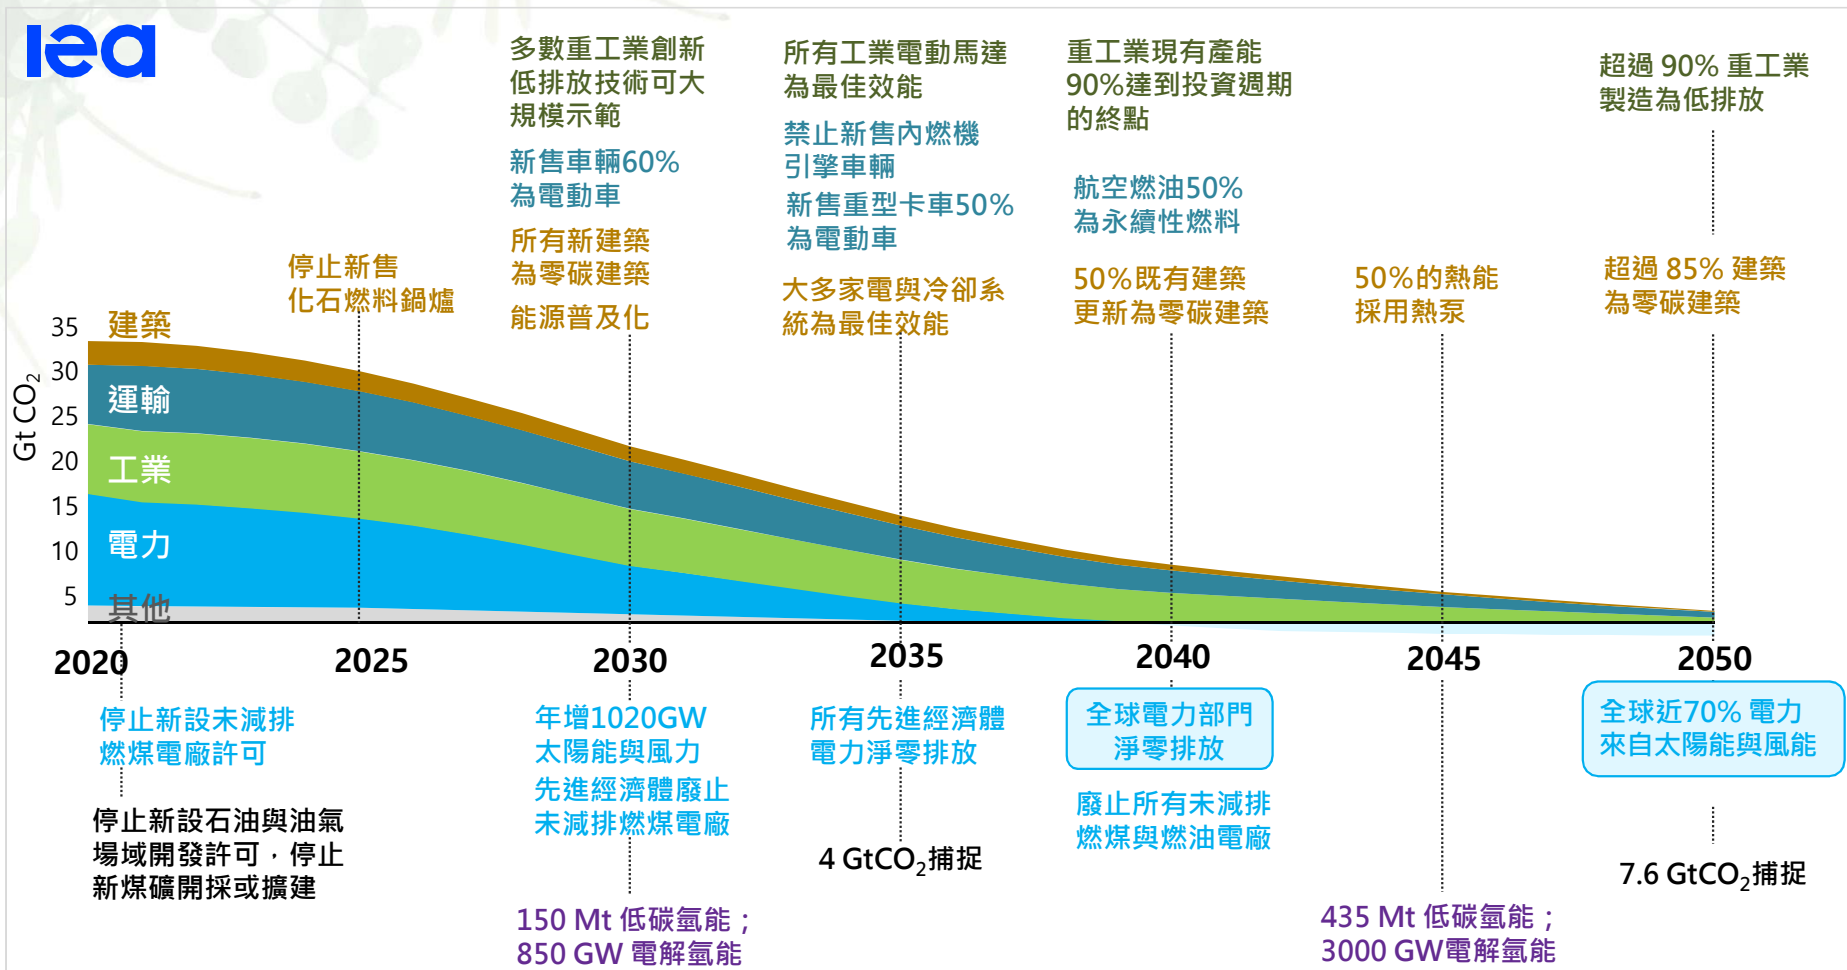 iea
多數重工業創新
低排放技術可大
規模示範
新售車輛60%
為電動車
所有新建築
為零碳建築
能源普及化
所有工業電動馬達
為最佳效能
禁止新售內燃機
引擎車輛
新售重型卡車50%
為電動車
大多家電與冷卻系
統為最佳效能
重工業現有產能
90%達到投資週期
的終點
航空燃油50%
為永續性燃料
50%既有建築
更新為零碳建築
50%的熱能
採用熱泵
超過 90% 重工業
製造為低排放
超過 85% 建築
為零碳建築
停止新售
化石燃料鍋爐
Gt CO₂
35
30
25
20
15
10
5
建築
運輸
工業
電力
其他
2020
2025
2030
2035
2040
2045
2050
停止新設未減排
燃煤電廠許可
停止新設石油與油氣
場域開發許可，停止
新煤礦開採或擴建
年增1020GW
太陽能與風力
先進經濟體廢止
未減排燃煤電廠
150 Mt 低碳氫能；
850 GW 電解氫能
所有先進經濟體
電力淨零排放
4 GtCO₂捕捉
全球電力部門
淨零排放
廢止所有未減排
燃煤與燃油電廠
435 Mt 低碳氫能；
3000 GW電解氫能
全球近70% 電力
來自太陽能與風能
7.6 GtCO₂捕捉